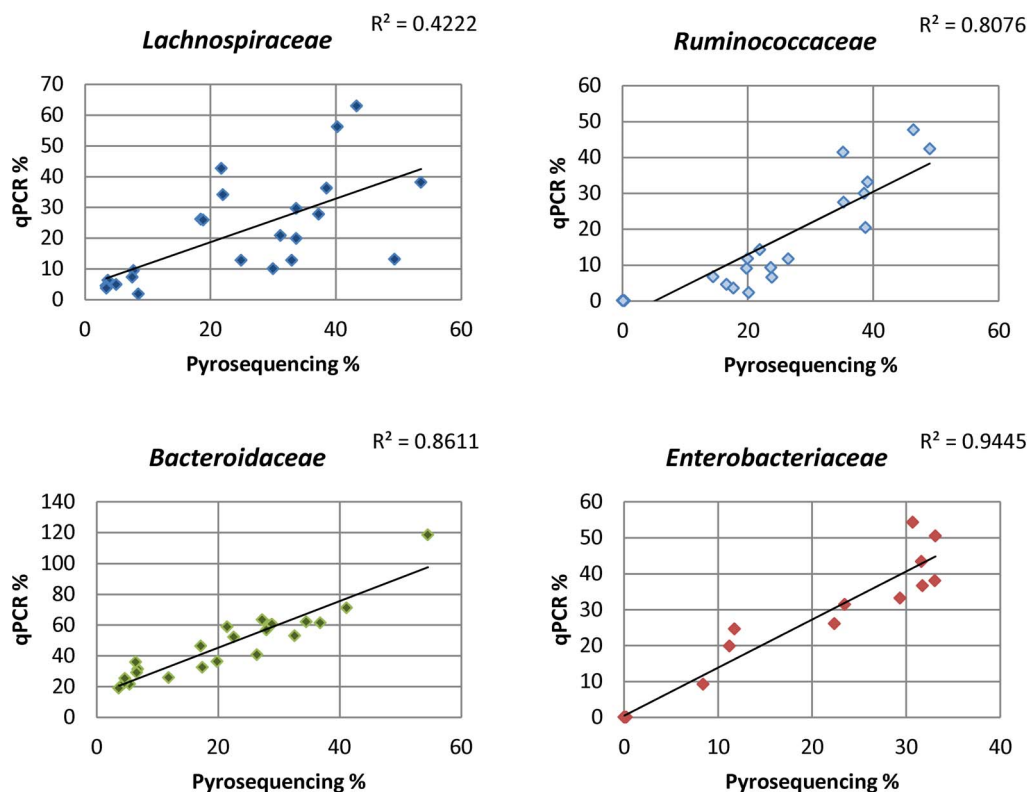 Lachnospiraceae
R² = 0.4222
qPCR %
70
60
50
40
30
20
10
0
0 20 40 60
Pyrosequencing %
Ruminococcaceae
R² = 0.8076
qPCR %
60
50
40
30
20
10
0
0 20 40 60
Pyrosequencing %
Bacteroidaceae
R² = 0.8611
qPCR %
140
120
100
80
60
40
20
0
0 20 40 60
Pyrosequencing %
Enterobacteriaceae
R² = 0.9445
qPCR %
60
50
40
30
20
10
0
0 10 20 30 40
Pyrosequencing %